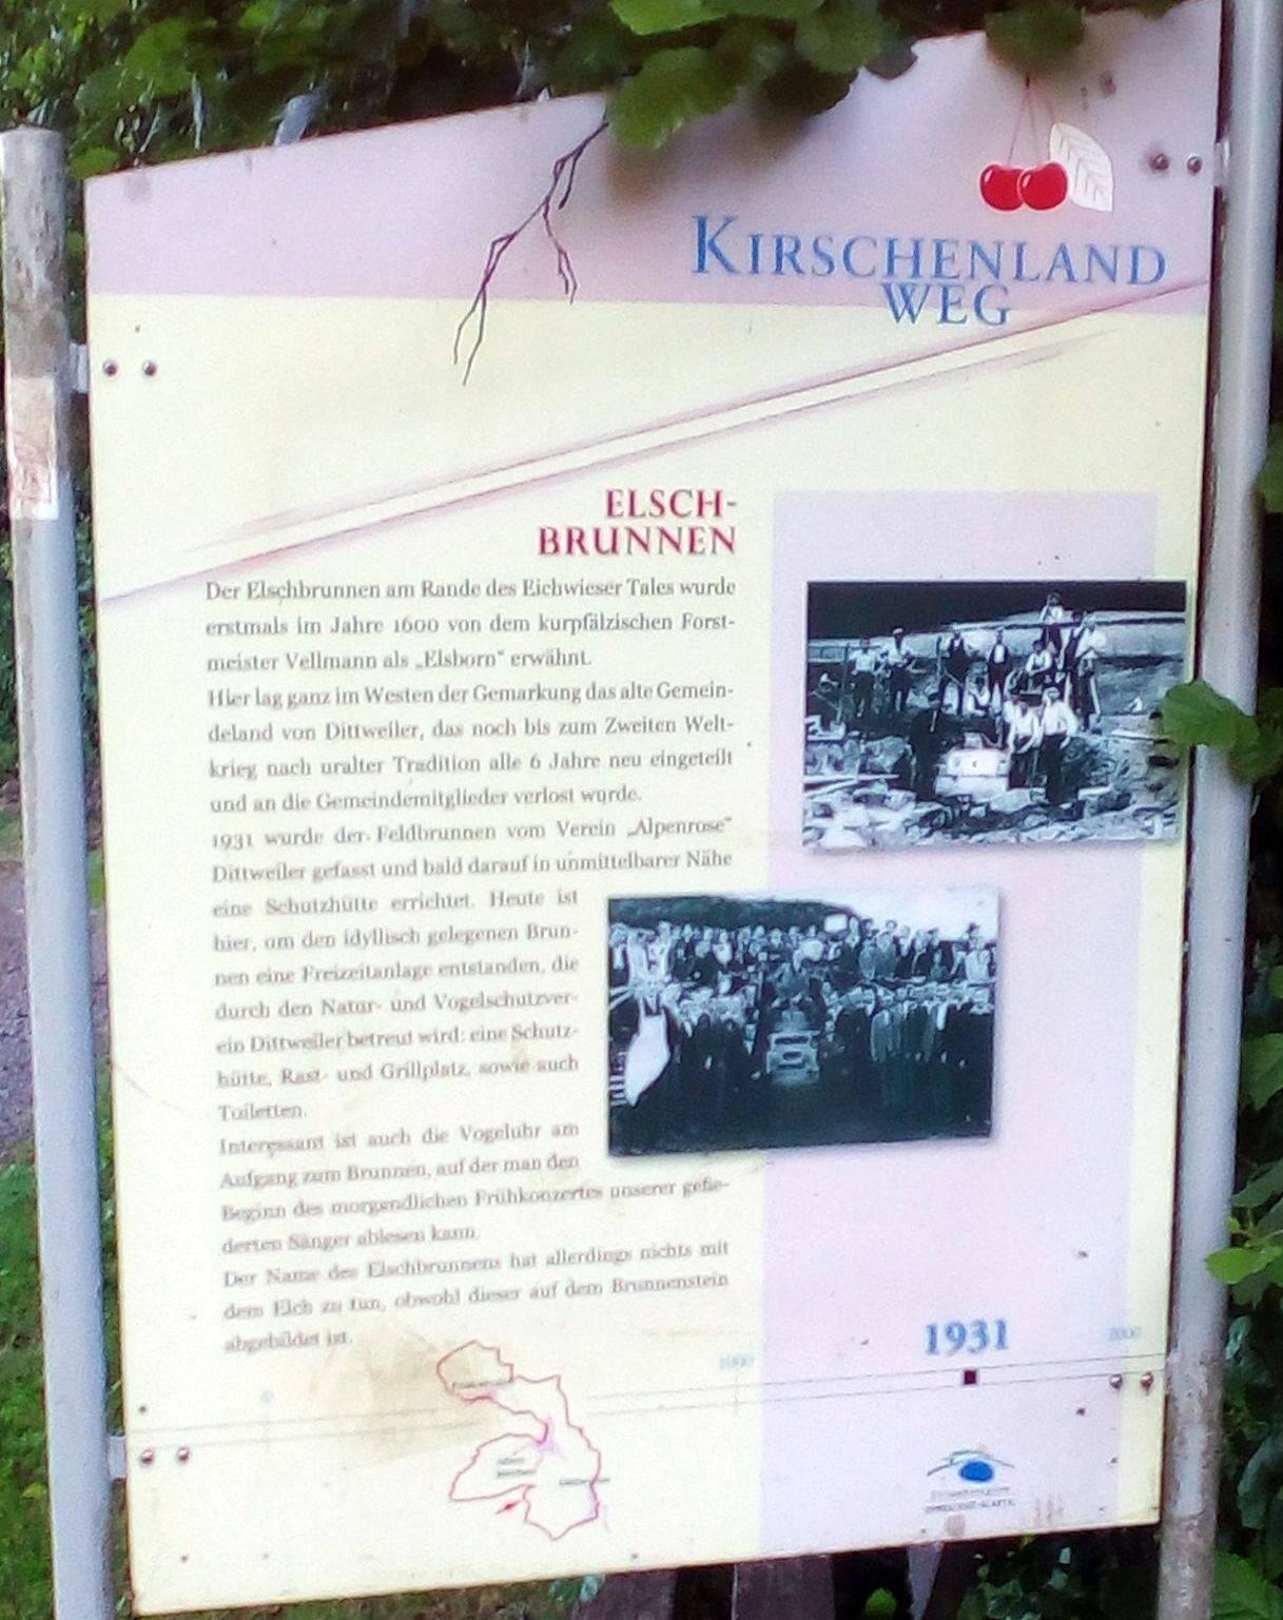 KIRSCHENLAND
WEG
ELSCH-
BRUNNEN
Der Elschbrunnen am Rande des Eichwieser Tales wurde
erstmals im Jahre 1600 von dem kurpfälzischen Forst-
meister Vellmann als „Elsborn“ erwähnt.
Hier lag ganz im Westen der Gemarkung das alte Gemein-
deland von Dittweiler, das noch bis zum Zweiten Welt-
krieg nach uralter Tradition alle 6 Jahre neu eingeteilt
und an die Gemeindemitglieder verlost wurde.
1931 wurde der Feldbrunnen vom Verein „Alpenrose“
Dittweiler gefasst und bald darauf in unmittelbarer Nähe
eine Schutzhütte errichtet. Heute ist
hier, um den idyllisch gelegenen Brun-
nen eine Freizeitanlage entstanden, die
durch den Natur- und Vogelschutzver-
ein Dittweiler betreut wird: eine Schutz-
hütte, Rast- und Grillplatz, sowie auch
Toiletten.
Interessant ist auch die Vogeluhr am
Aufgang zum Brunnen, auf der man den
Beginn des morgendlichen Frühkonzertes unserer gefie-
derten Sänger ablesen kann.
Der Name des Elschbrunnens hat allerdings nichts mit
dem Elch zu tun, obwohl dieser auf dem Brunnenstein
abgebildet ist.
1931
2000